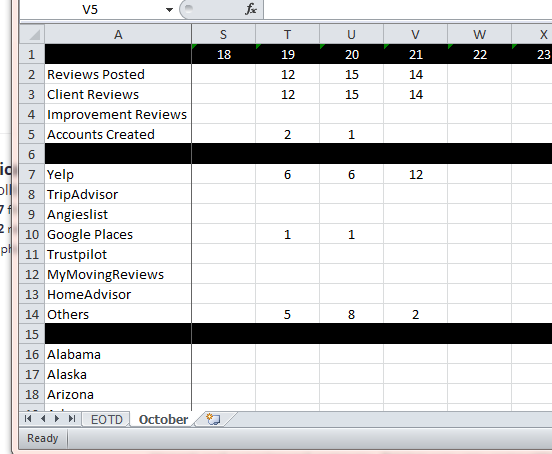 V5 fx
A S T U V W X
1 18 19 20 21 22 23
2 Reviews Posted 12 15 14
3 Client Reviews 12 15 14
4 Improvement Reviews
5 Accounts Created 2 1
6
7 Yelp 6 6 12
8 TripAdvisor
9 Angieslist
10 Google Places 1 1
11 Trustpilot
12 MyMovingReviews
13 HomeAdvisor
14 Others 5 8 2
15
16 Alabama
17 Alaska
18 Arizona
EOTD October
Ready